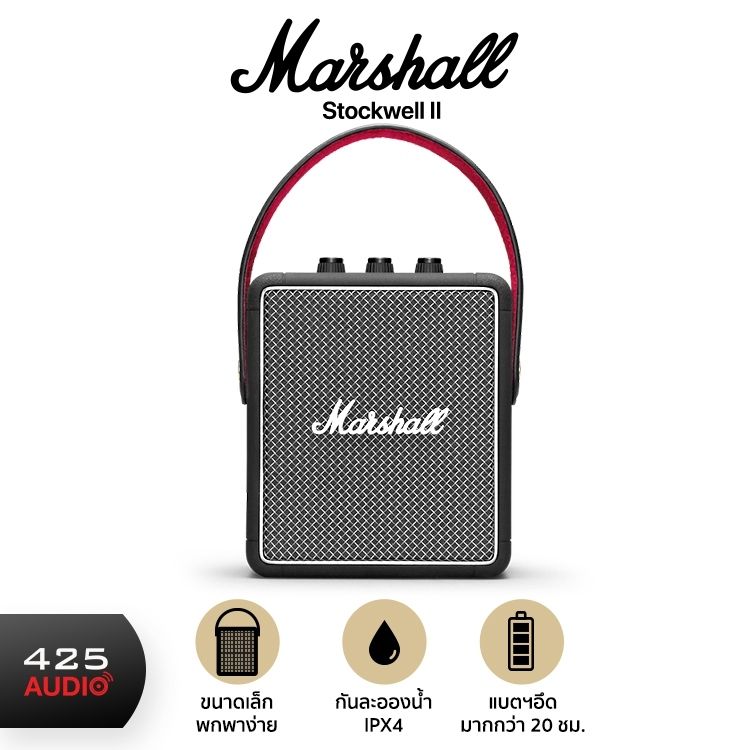 Marshall
Stockwell II
Marshall
425
AUDIO
ขนาดเล็ก
พกพาง่าย
กันละอองน้ำ
IPX4
แบตฯอึด
มากกว่า 20 ชม.